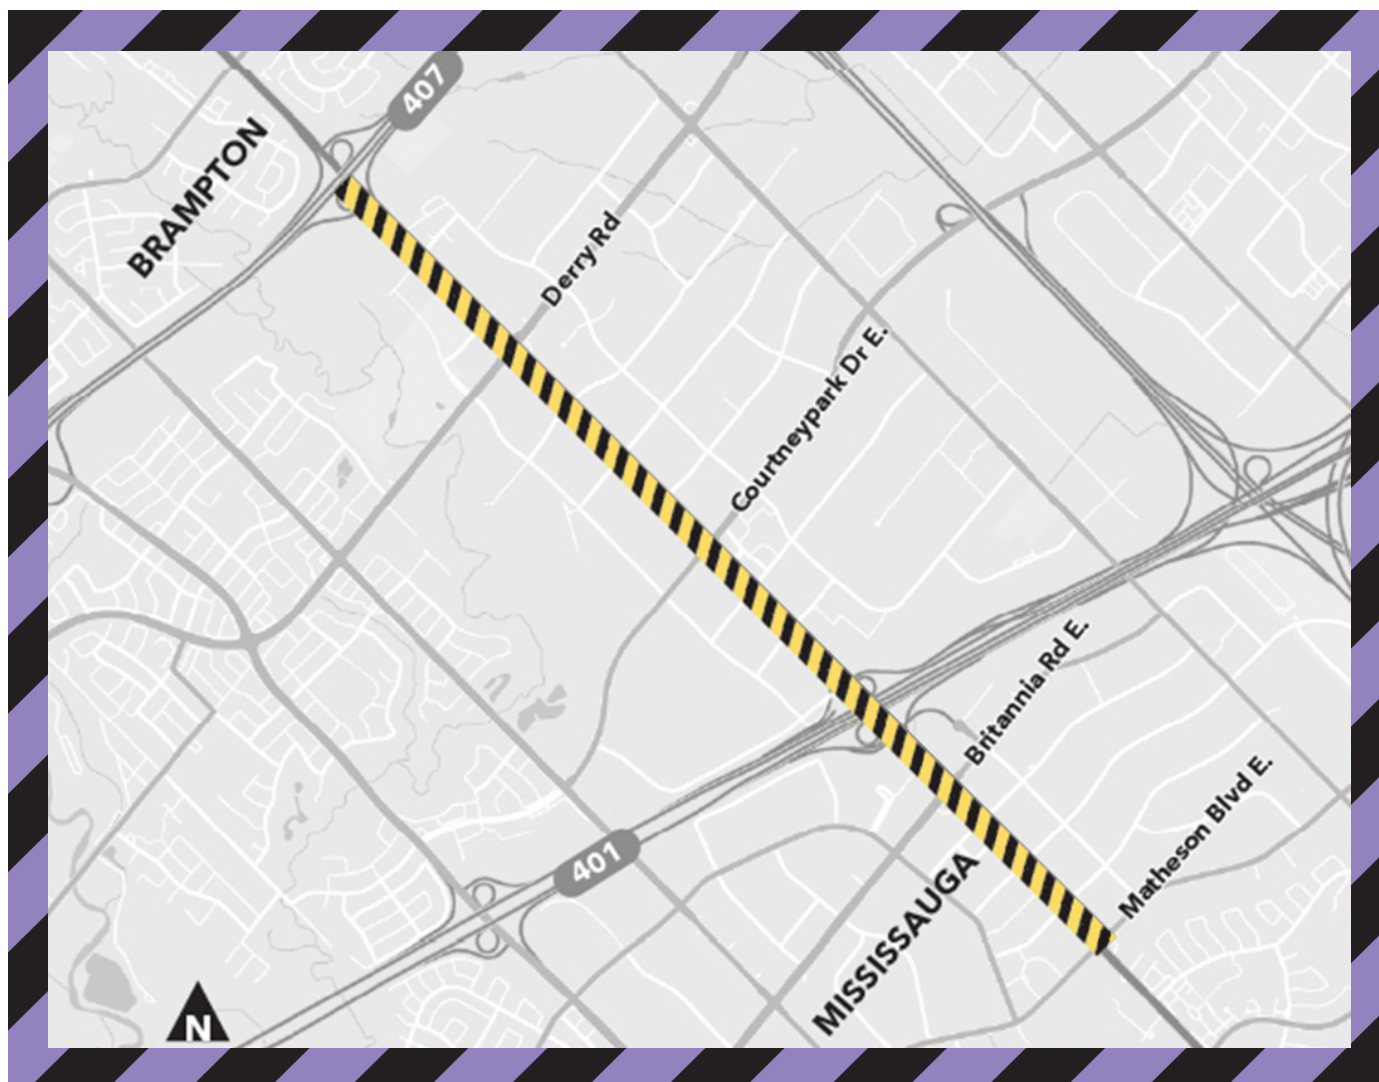 407
BRAMPTON
Derry Rd
Courtneypark Dr E.
Britannia Rd E.
Matheson Blvd E.
401
MISSISSAUGA
N